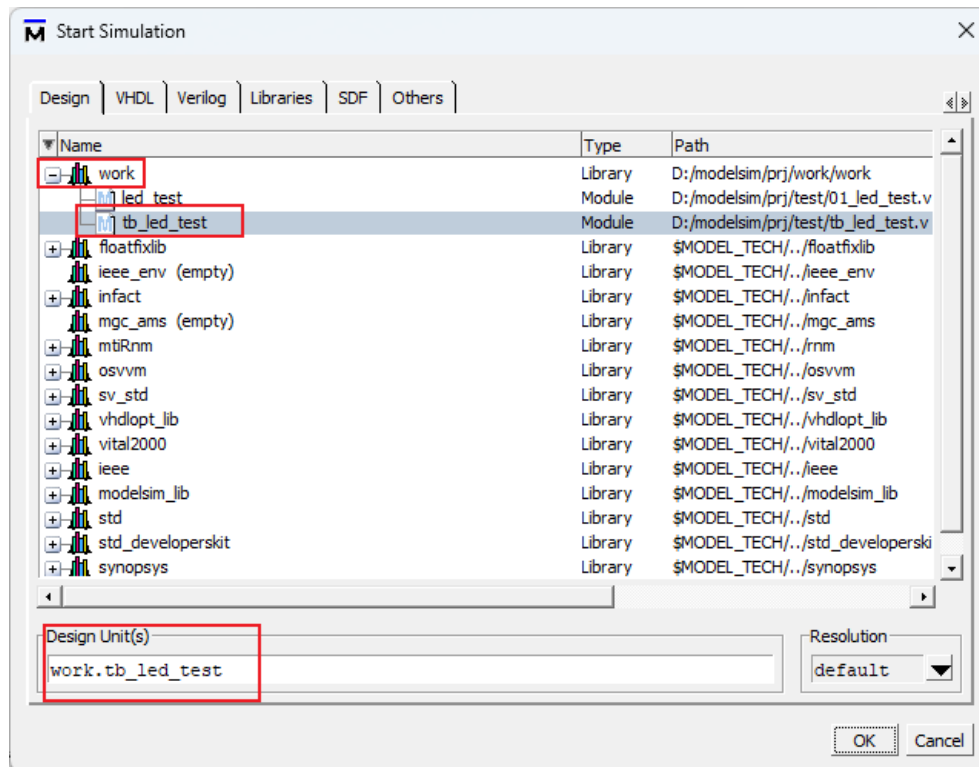 M Start Simulation
Design VHDL Verilog Libraries SDF Others
Name Type Path
work Library D:/modelsim/prj/work/work
led_test Module D:/modelsim/prj/test/01_led_test.v
tb_led_test Module D:/modelsim/prj/test/tb_led_test.v
floatfixlib Library $MODEL_TECH/../floatfixlib
ieee_env (empty) Library $MODEL_TECH/../ieee_env
infact Library $MODEL_TECH/../infact
mgc_ams (empty) Library $MODEL_TECH/../mgc_ams
mtiRnm Library $MODEL_TECH/../rnm
osvvm Library $MODEL_TECH/../osvvm
sv_std Library $MODEL_TECH/../sv_std
vhdlopt_lib Library $MODEL_TECH/../vhdlopt_lib
vital2000 Library $MODEL_TECH/../vital2000
ieee Library $MODEL_TECH/../ieee
modelsim_lib Library $MODEL_TECH/../modelsim_lib
std Library $MODEL_TECH/../std
std_developerskit Library $MODEL_TECH/../std_developerski
synopsys Library $MODEL_TECH/../synopsys
Design Unit(s) Resolution
work.tb_led_test default
OK Cancel